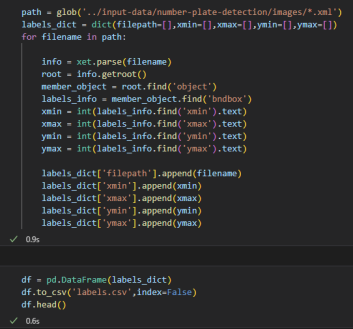 path = glob('../input-data/number-plate-detection/images/*.xml')
labels_dict = dict(filepath=[],xmin=[],xmax=[],ymin=[],ymax=[])
for filename in path:
    info = xet.parse(filename)
    root = info.getroot()
    member_object = root.find('object')
    labels_info = member_object.find('bndbox')
    xmin = int(labels_info.find('xmin').text)
    xmax = int(labels_info.find('xmax').text)
    ymin = int(labels_info.find('ymin').text)
    ymax = int(labels_info.find('ymax').text)
    labels_dict['filepath'].append(filename)
    labels_dict['xmin'].append(xmin)
    labels_dict['xmax'].append(xmax)
    labels_dict['ymin'].append(ymin)
    labels_dict['ymax'].append(ymax)
✓ 0.9s
df = pd.DataFrame(labels_dict)
df.to_csv('labels.csv',index=False)
df.head()
✓ 0.6s